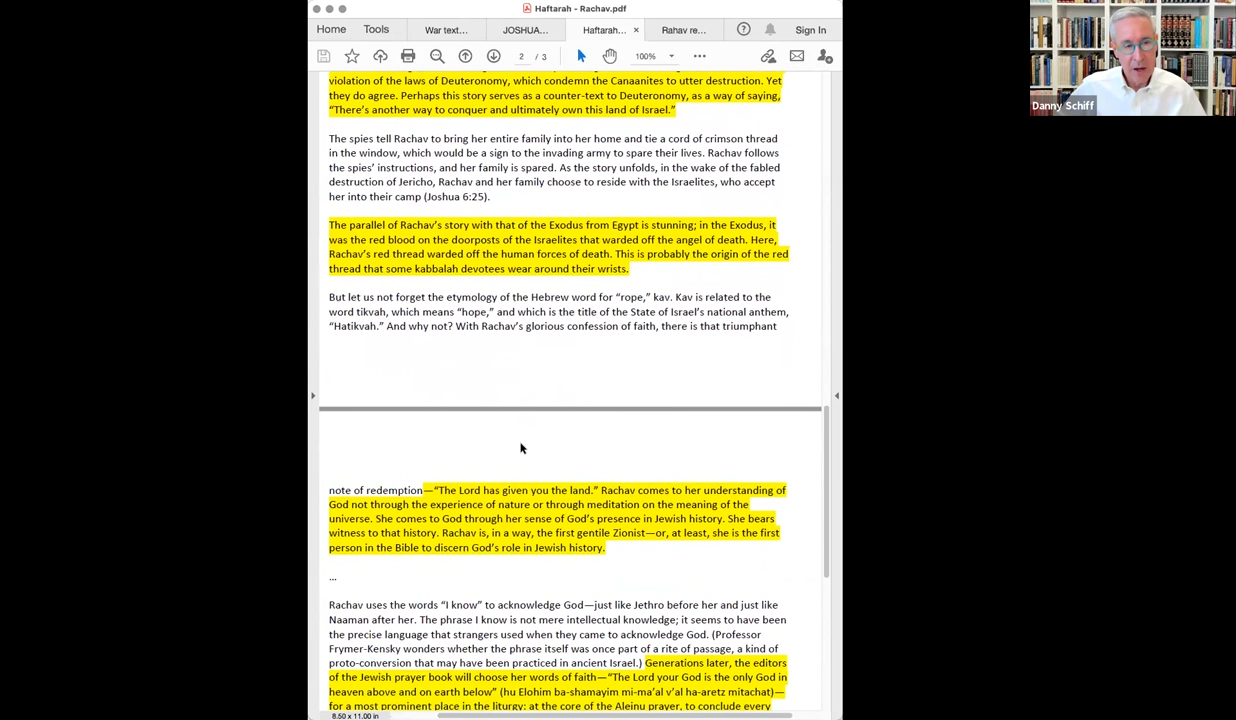 Haftarah - Rachav.pdf
Home Tools War text... JOSHUA... Haftarah... × Rahav re... Sign In
2 / 3 100%
violation of the laws of Deuteronomy, which condemn the Canaanites to utter destruction. Yet
they do agree. Perhaps this story serves as a counter-text to Deuteronomy, as a way of saying,
“There’s another way to conquer and ultimately own this land of Israel.”
The spies tell Rachav to bring her entire family into her home and tie a cord of crimson thread
in the window, which would be a sign to the invading army to spare their lives. Rachav follows
the spies’ instructions, and her family is spared. As the story unfolds, in the wake of the fabled
destruction of Jericho, Rachav and her family choose to reside with the Israelites, who accept
her into their camp (Joshua 6:25).
The parallel of Rachav’s story with that of the Exodus from Egypt is stunning; in the Exodus, it
was the red blood on the doorposts of the Israelites that warded off the angel of death. Here,
Rachav’s red thread warded off the human forces of death. This is probably the origin of the red
thread that some kabbalah devotees wear around their wrists.
But let us not forget the etymology of the Hebrew word for “rope,” kav. Kav is related to the
word tikvah, which means “hope,” and which is the title of the State of Israel’s national anthem,
“Hatikvah.” And why not? With Rachav’s glorious confession of faith, there is that triumphant
note of redemption—“The Lord has given you the land.” Rachav comes to her understanding of
God not through the experience of nature or through meditation on the meaning of the
universe. She comes to God through her sense of God’s presence in Jewish history. She bears
witness to that history. Rachav is, in a way, the first gentile Zionist—or, at least, she is the first
person in the Bible to discern God’s role in Jewish history.
...
Rachav uses the words “I know” to acknowledge God—just like Jethro before her and just like
Naaman after her. The phrase I know is not mere intellectual knowledge; it seems to have been
the precise language that strangers used when they came to acknowledge God. (Professor
Frymer-Kensky wonders whether the phrase itself was once part of a rite of passage, a kind of
proto-conversion that may have been practiced in ancient Israel.) Generations later, the editors
of the Jewish prayer book will choose her words of faith—“The Lord your God is the only God in
heaven above and on earth below” (hu Elohim ba-shamayim mi-ma’al v’al ha-aretz mitachat)—
for a most prominent place in the liturgy: at the core of the Aleinu prayer, to conclude every
8.50 x 11.00 in
Danny Schiff